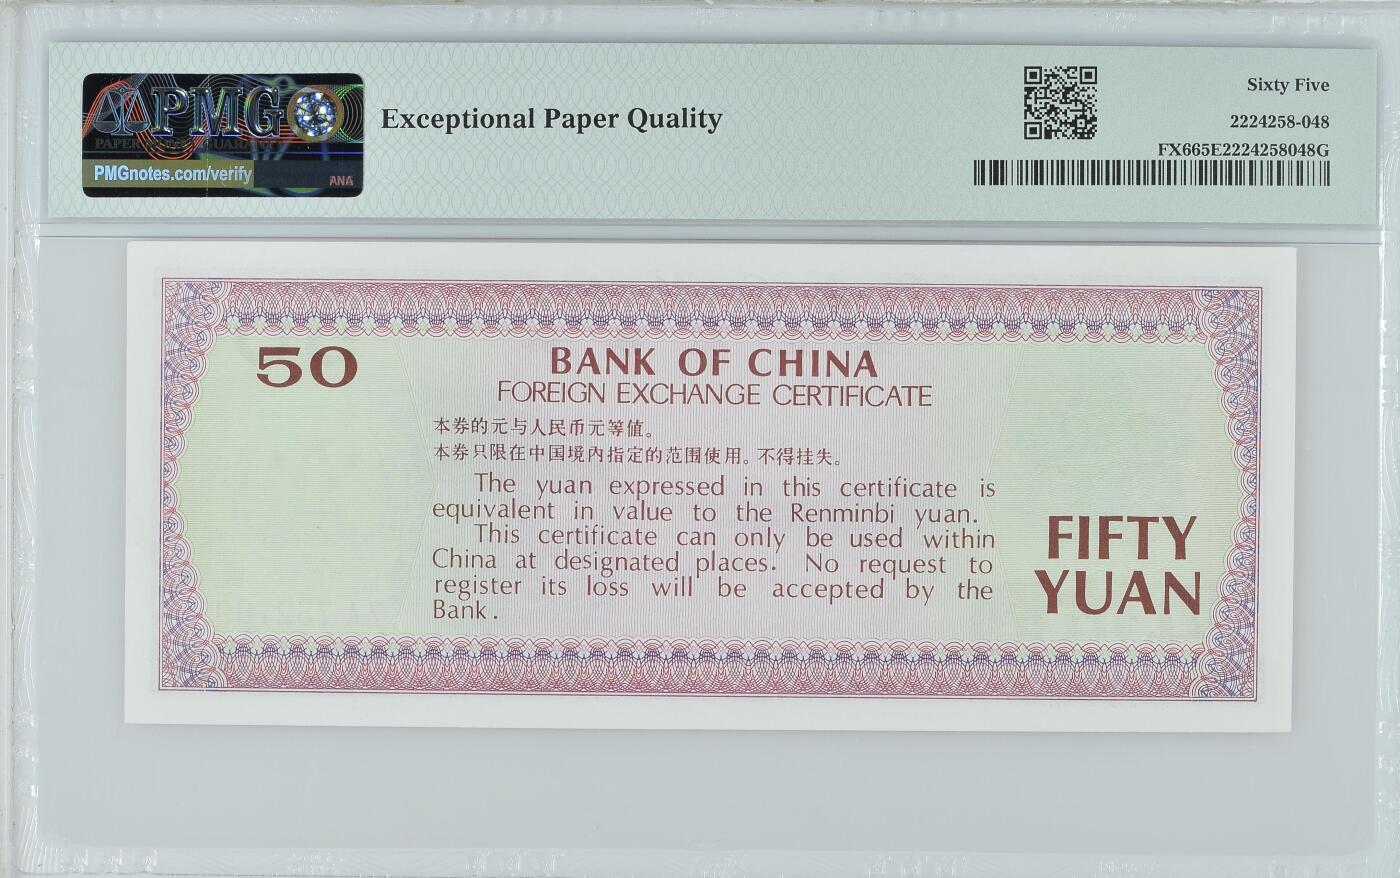 PMG
PAPER MONEY GUARANTY
PMGnotes.com/verify
ANA
Exceptional Paper Quality
Sixty Five
2224258-048
FX665E2224258048G
50
BANK OF CHINA
FOREIGN EXCHANGE CERTIFICATE
本券的元与人民币元等值。
本券只限在中国境内指定的范围使用。不得挂失。
The yuan expressed in this certificate is
equivalent in value to the Renminbi yuan.
This certificate can only be used within
China at designated places. No request to
register its loss will be accepted by the
Bank.
FIFTY
YUAN